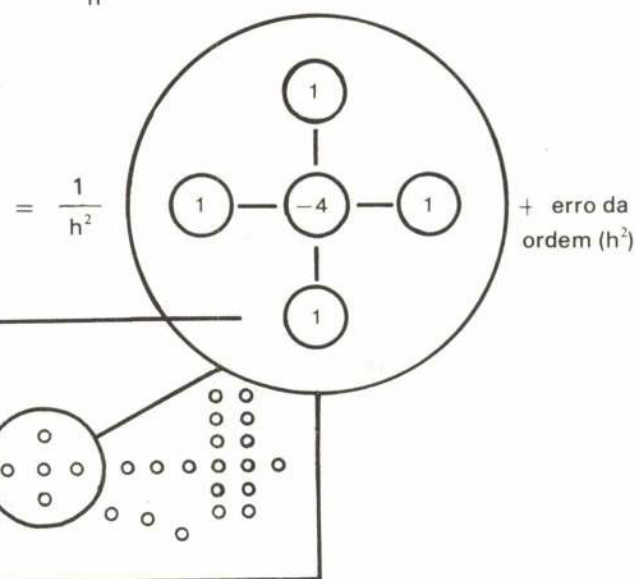 h
1
= 1/h² 1 — −4 — 1 + erro da
ordem (h²)
1